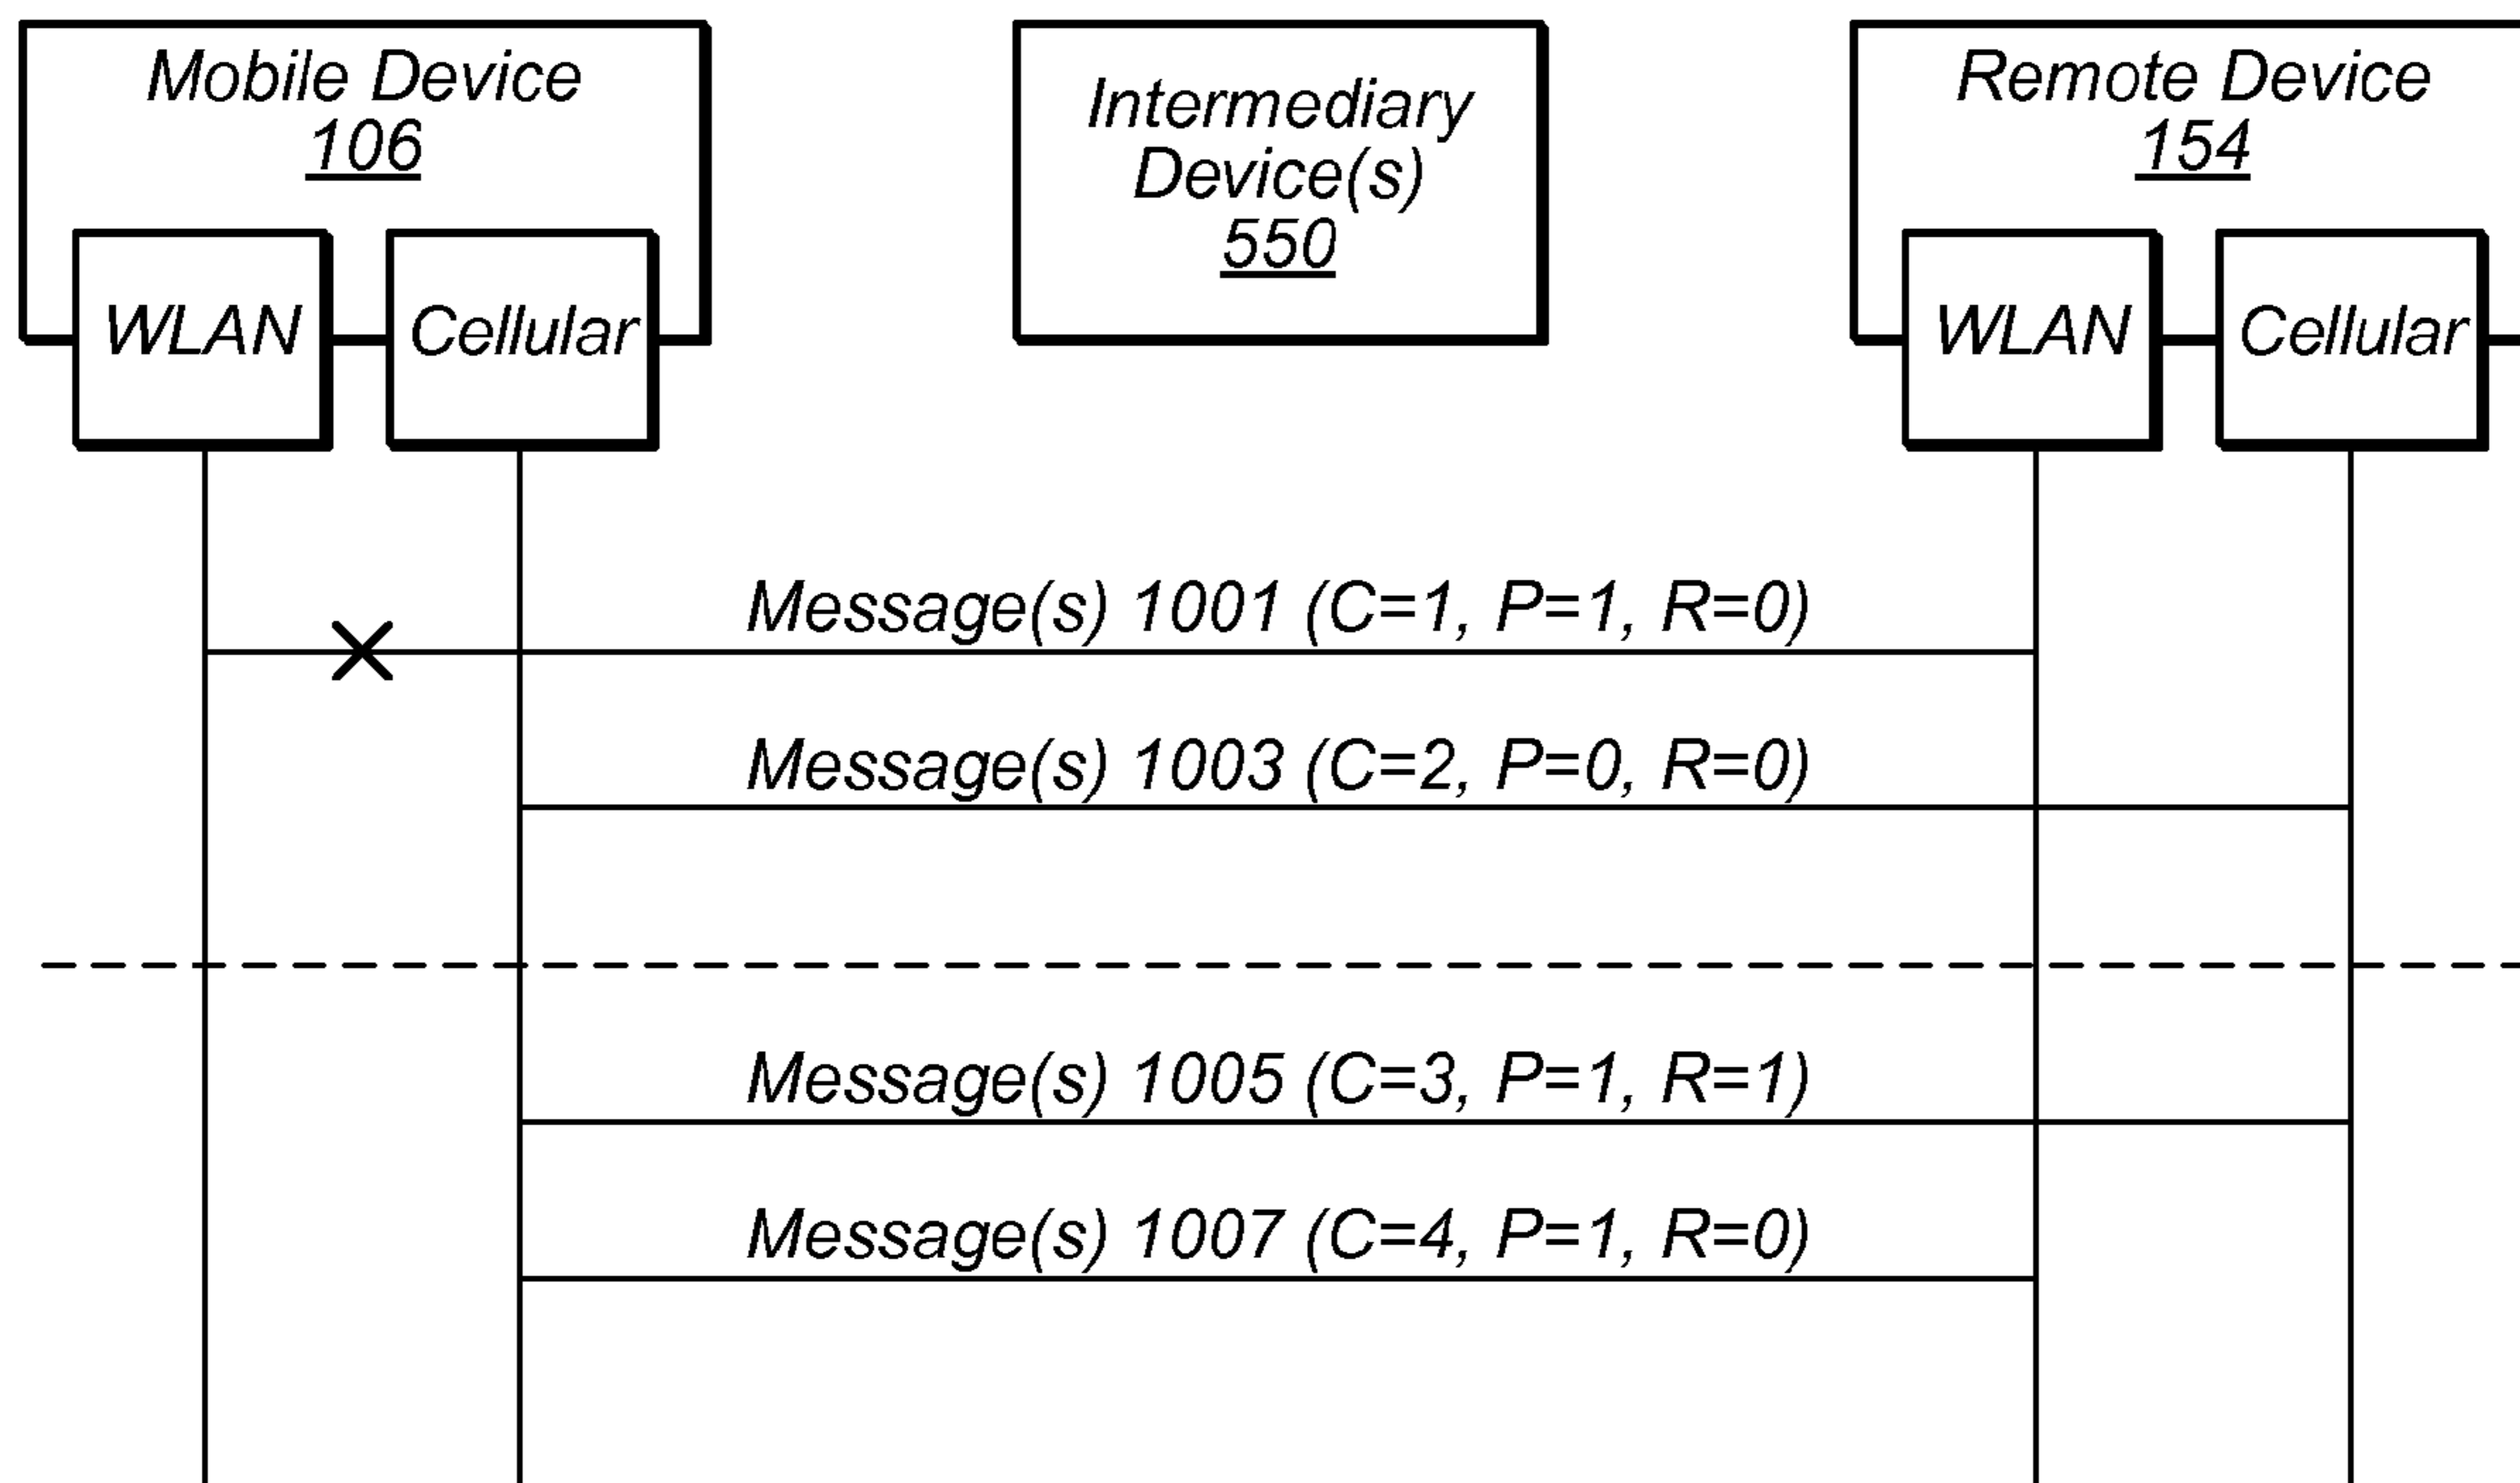 Mobile Device
106
WLAN
Cellular
Intermediary
Device(s)
550
Remote Device
154
WLAN
Cellular
Message(s) 1001 (C=1, P=1, R=0)
Message(s) 1003 (C=2, P=0, R=0)
Message(s) 1005 (C=3, P=1, R=1)
Message(s) 1007 (C=4, P=1, R=0)